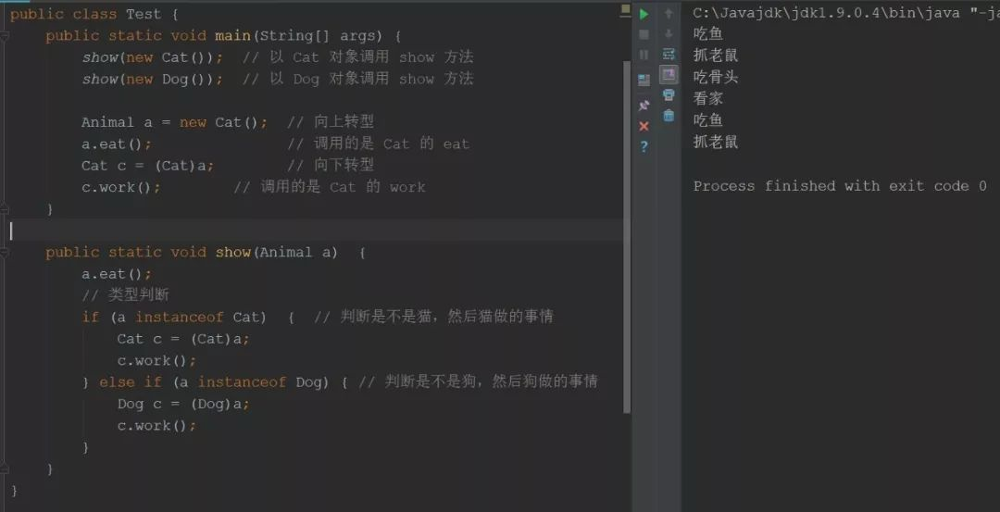 public class Test {
public static void main(String[] args) {
show(new Cat());  // 以 Cat 对象调用 show 方法
show(new Dog());  // 以 Dog 对象调用 show 方法
Animal a = new Cat();  // 向上转型
a.eat();               // 调用的是 Cat 的 eat
Cat c = (Cat)a;        // 向下转型
c.work();        // 调用的是 Cat 的 work
}
public static void show(Animal a)  {
a.eat();
// 类型判断
if (a instanceof Cat)  {  // 判断是不是猫，然后猫做的事情
Cat c = (Cat)a;
c.work();
} else if (a instanceof Dog) { // 判断是不是狗，然后狗做的事情
Dog c = (Dog)a;
c.work();
}
}
}
C:\Javajdk\jdk1.9.0.4\bin\java "-ja
吃鱼
抓老鼠
吃骨头
看家
吃鱼
抓老鼠
Process finished with exit code 0